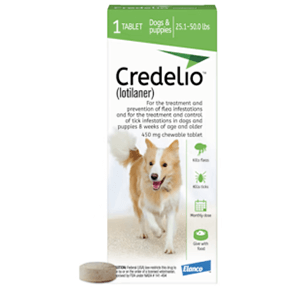 1 TABLET
Dogs &
puppies
25.1-50.0 lbs
Credelio™
(lotilaner)
For the treatment and
prevention of flea infestations
and for the treatment and control
of tick infestations in dogs and
puppies 8 weeks of age and older
450 mg chewable tablet
Kills fleas
Kills ticks
Monthly dose
Give with
food
Elanco